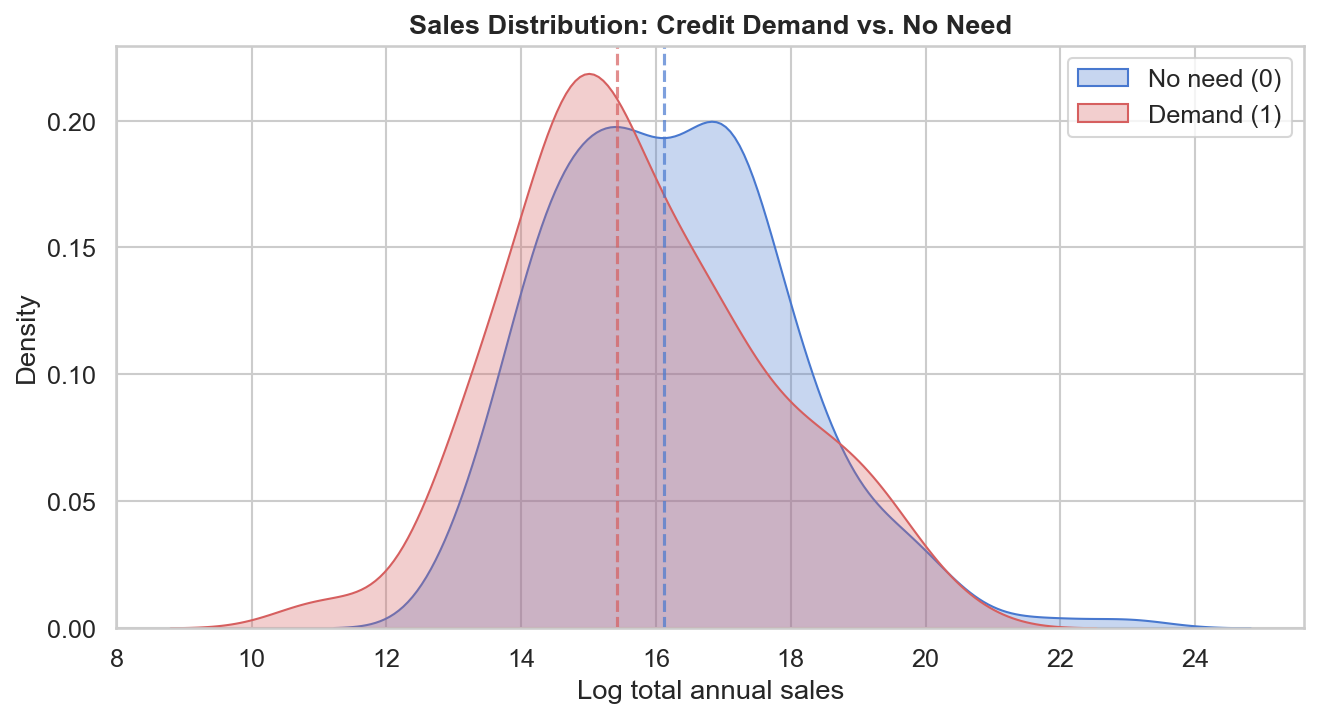 Sales Distribution: Credit Demand vs. No Need
No need (0)
Demand (1)
Density
0.20
0.15
0.10
0.05
0.00
8 10 12 14 16 18 20 22 24
Log total annual sales